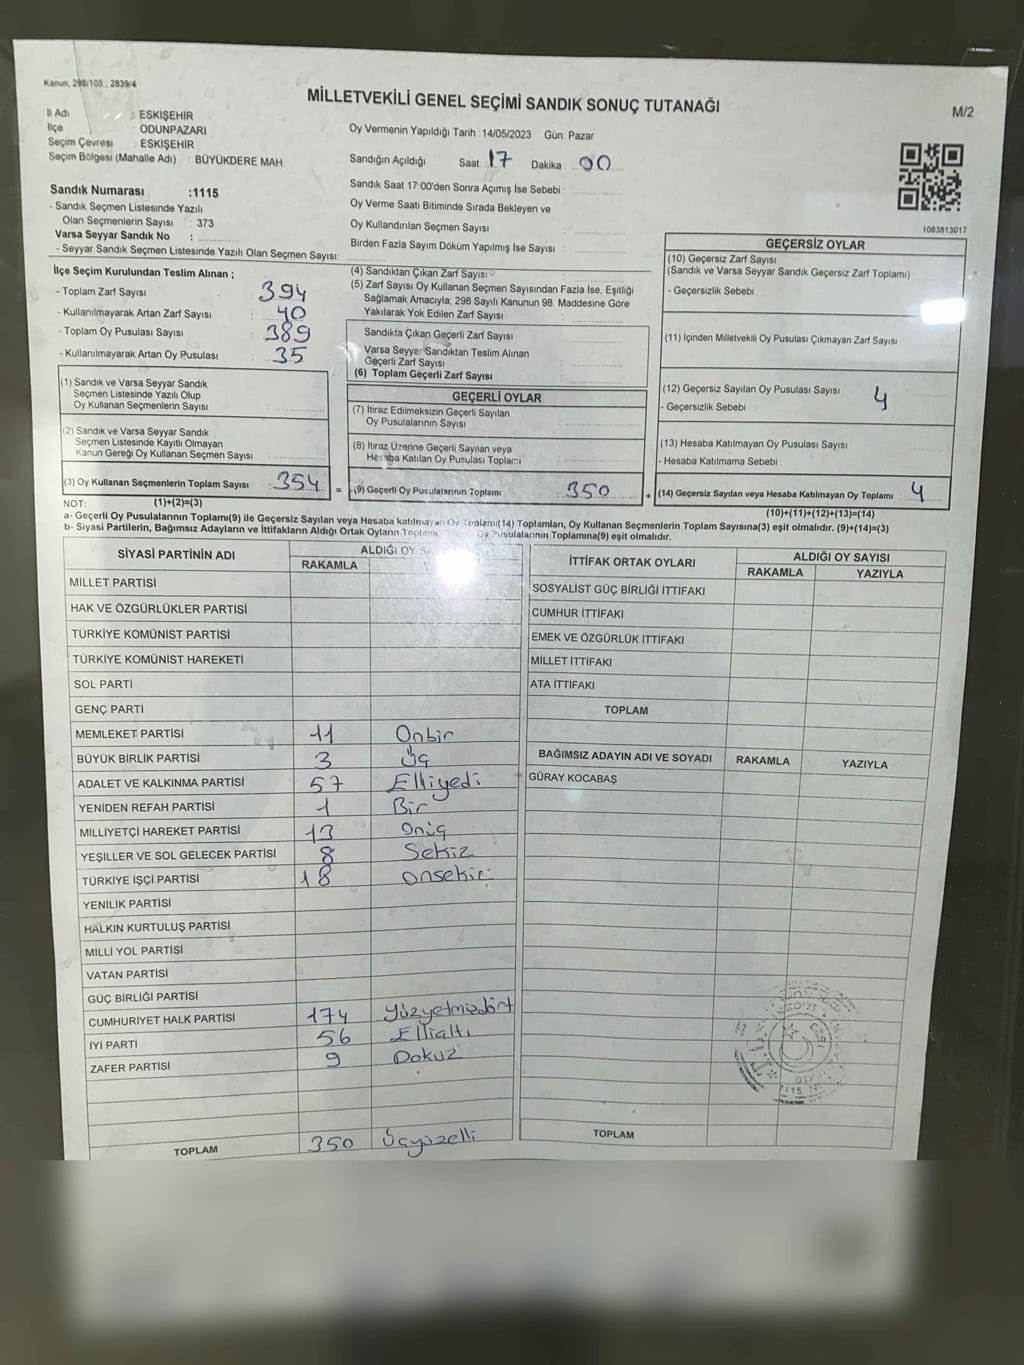 Kanun, 298/105 , 2839/4
MİLLETVEKİLİ GENEL SEÇİMİ SANDIK SONUÇ TUTANAĞI
M/2
İl Adı : ESKİŞEHİR
İlçe : ODUNPAZARI
Seçim Çevresi ESKİŞEHİR
Seçim Bölgesi (Mahalle Adı) : BÜYÜKDERE MAH
Oy Vermenin Yapıldığı Tarih :14/05/2023 Gün: Pazar
Sandığın Açıldığı Saat 17 Dakika 00
Sandık Saat 17:00'den Sonra Açılmış İse Sebebi :
Oy Verme Saati Bitiminde Sırada Bekleyen ve
Oy Kullandırılan Seçmen Sayısı :
Birden Fazla Sayım Döküm Yapılmış İse Sayısı :
1083813017
Sandık Numarası :1115
- Sandık Seçmen Listesinde Yazılı
Olan Seçmenlerin Sayısı : 373
Varsa Seyyar Sandık No :
- Seyyar Sandık Seçmen Listesinde Yazılı Olan Seçmen Sayısı:
İlçe Seçim Kurulundan Teslim Alınan ;
- Toplam Zarf Sayısı : 394
- Kullanılmayarak Artan Zarf Sayısı : 40
- Toplam Oy Pusulası Sayısı : 389
- Kullanılmayarak Artan Oy Pusulası : 35
(1) Sandık ve Varsa Seyyar Sandık
Seçmen Listesinde Yazılı Olup
Oy Kullanan Seçmenlerin Sayısı :
(2) Sandık ve Varsa Seyyar Sandık
Seçmen Listesinde Kayıtlı Olmayan
Kanun Gereği Oy Kullanan Seçmen Sayısı :
(3) Oy Kullanan Seçmenlerin Toplam Sayısı : 354
(4) Sandıktan Çıkan Zarf Sayısı :
(5) Zarf Sayısı Oy Kullanan Seçmen Sayısından Fazla İse, Eşitliği
Sağlamak Amacıyla; 298 Sayılı Kanunun 98. Maddesine Göre
Yakılarak Yok Edilen Zarf Sayısı :
Sandıkta Çıkan Geçerli Zarf Sayısı :
Varsa Seyyar Sandıktan Teslim Alınan
Geçerli Zarf Sayısı :
(6) Toplam Geçerli Zarf Sayısı :
GEÇERLİ OYLAR
(7) İtiraz Edilmeksizin Geçerli Sayılan
Oy Pusulalarının Sayısı :
(8) İtiraz Üzerine Geçerli Sayılan veya
Hesaba Katılan Oy Pusulası Toplamı :
= (9) Geçerli Oy Pusulalarının Toplamı : 350
GEÇERSİZ OYLAR
(10) Geçersiz Zarf Sayısı
(Sandık ve Varsa Seyyar Sandık Geçersiz Zarf Toplamı)
- Geçersizlik Sebebi :
(11) İçinden Milletvekili Oy Pusulası Çıkmayan Zarf Sayısı
(12) Geçersiz Sayılan Oy Pusulası Sayısı 4
- Geçersizlik Sebebi :
(13) Hesaba Katılmayan Oy Pusulası Sayısı
- Hesaba Katılmama Sebebi :
+ (14) Geçersiz Sayılan veya Hesaba Katılmayan Oy Toplamı 4
NOT: (1)+(2)=(3)
(10)+(11)+(12)+(13)=(14)
a- Geçerli Oy Pusulalarının Toplamı(9) ile Geçersiz Sayılan veya Hesaba katılmayan Oy Toplamı(14) Toplamları, Oy Kullanan Seçmenlerin Toplam Sayısına(3) eşit olmalıdır. (9)+(14)=(3)
b- Siyasi Partilerin, Bağımsız Adayların ve İttifakların Aldığı Ortak Oyların Toplamı Oy Pusulalarının Toplamına(9) eşit olmalıdır.
SİYASİ PARTİNİN ADI ALDIĞI OY
RAKAMLA
MİLLET PARTİSİ
HAK VE ÖZGÜRLÜKLER PARTİSİ
TÜRKİYE KOMÜNİST PARTİSİ
TÜRKİYE KOMÜNİST HAREKETİ
SOL PARTİ
GENÇ PARTİ
MEMLEKET PARTİSİ 11 Onbir
BÜYÜK BİRLİK PARTİSİ 3 Üç
ADALET VE KALKINMA PARTİSİ 57 Elliyedi
YENİDEN REFAH PARTİSİ 1 Bir
MİLLİYETÇİ HAREKET PARTİSİ 13 Onüç
YEŞİLLER VE SOL GELECEK PARTİSİ 8 Sekiz
TÜRKİYE İŞÇİ PARTİSİ 18 onsekiz
YENİLİK PARTİSİ
HALKIN KURTULUŞ PARTİSİ
MİLLİ YOL PARTİSİ
VATAN PARTİSİ
GÜÇ BİRLİĞİ PARTİSİ
CUMHURİYET HALK PARTİSİ 174 Yüzyetmişdört
İYİ PARTİ 56 Ellialtı
ZAFER PARTİSİ 9 Dokuz
TOPLAM 350 Üçyüzelli
İTTİFAK ORTAK OYLARI ALDIĞI OY SAYISI
RAKAMLA YAZIYLA
SOSYALİST GÜÇ BİRLİĞİ İTTİFAKI
CUMHUR İTTİFAKI
EMEK VE ÖZGÜRLÜK İTTİFAKI
MİLLET İTTİFAKI
ATA İTTİFAKI
TOPLAM
BAĞIMSIZ ADAYIN ADI VE SOYADI RAKAMLA YAZIYLA
GÜRAY KOCABAŞ
TOPLAM